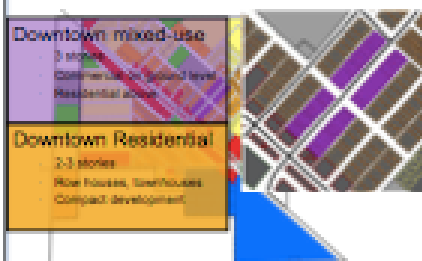 Downtown mixed-use
3 stories
Commercial on ground level
Residential above
Downtown Residential
2-3 stories
Row houses, townhouses
Compact development